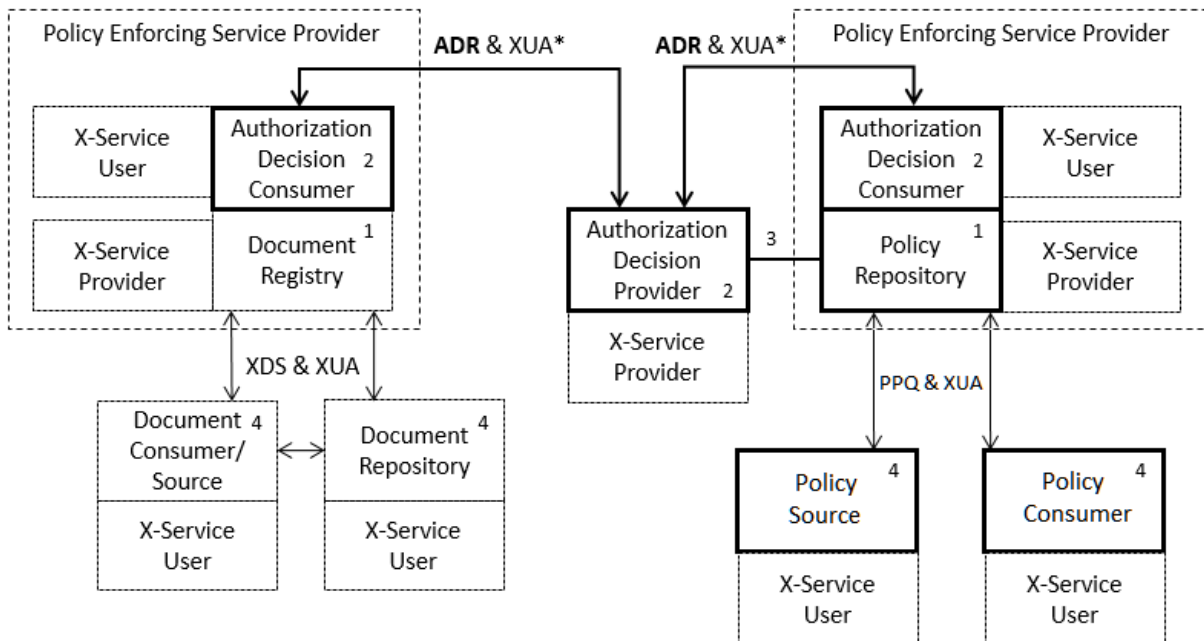 Policy Enforcing Service Provider
X-Service
User
Authorization
Decision 2
Consumer
X-Service
Provider
Document 1
Registry
ADR & XUA*
ADR & XUA*
Authorization
Decision
Provider 2
X-Service
Provider
3
Policy Enforcing Service Provider
Authorization
Decision 2
Consumer
X-Service
User
Policy 1
Repository
X-Service
Provider
XDS & XUA
Document 4
Consumer/
Source
X-Service
User
Document 4
Repository
X-Service
User
PPQ & XUA
Policy 4
Source
X-Service
User
Policy 4
Consumer
X-Service
User